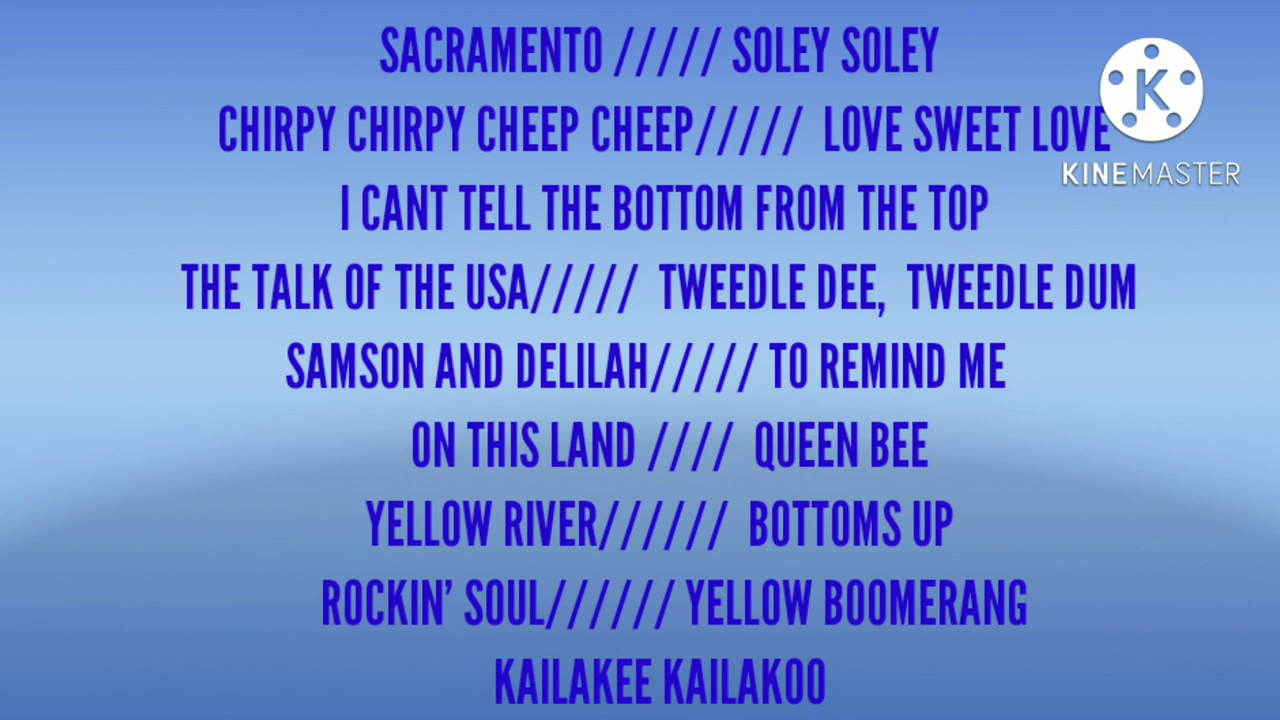 SACRAMENTO ///// SOLEY SOLEY
CHIRPY CHIRPY CHEEP CHEEP///// LOVE SWEET LOVE
K
KINEMASTER
I CANT TELL THE BOTTOM FROM THE TOP
THE TALK OF THE USA///// TWEEDLE DEE, TWEEDLE DUM
SAMSON AND DELILAH///// TO REMIND ME
ON THIS LAND //// QUEEN BEE
YELLOW RIVER////// BOTTOMS UP
ROCKIN' SOUL////// YELLOW BOOMERANG
KAILAKEE KAILAKOO